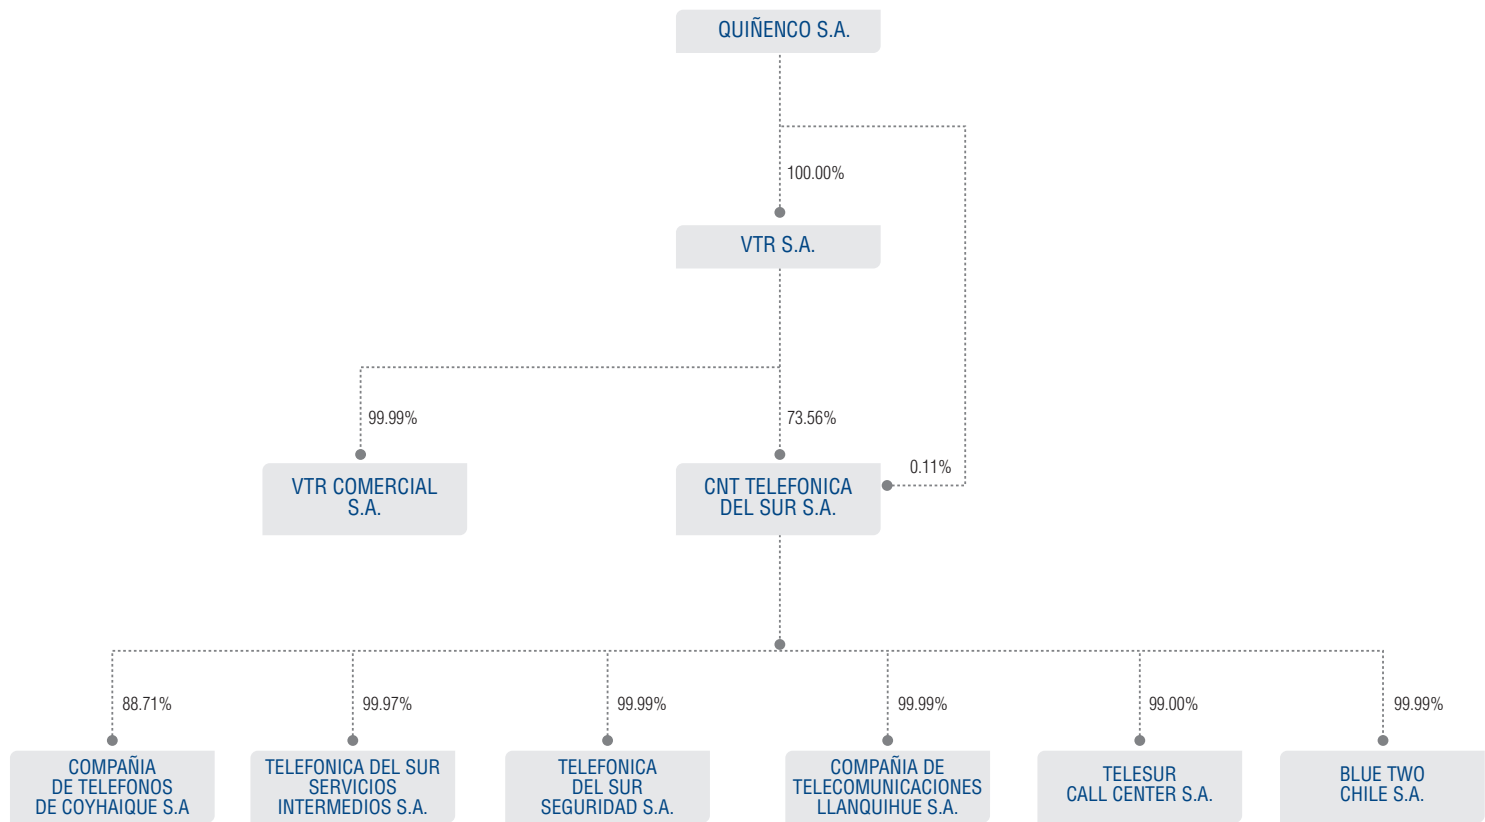 QUIÑENCO S.A.
100.00%
VTR S.A.
99.99%
73.56%
0.11%
VTR COMERCIAL
S.A.
CNT TELEFONICA
DEL SUR S.A.
88.71%
99.97%
99.99%
99.99%
99.00%
99.99%
COMPAÑIA
DE TELEFONOS
DE COYHAIQUE S.A
TELEFONICA DEL SUR
SERVICIOS
INTERMEDIOS S.A.
TELEFONICA
DEL SUR
SEGURIDAD S.A.
COMPAÑIA DE
TELECOMUNICACIONES
LLANQUIHUE S.A.
TELESUR
CALL CENTER S.A.
BLUE TWO
CHILE S.A.